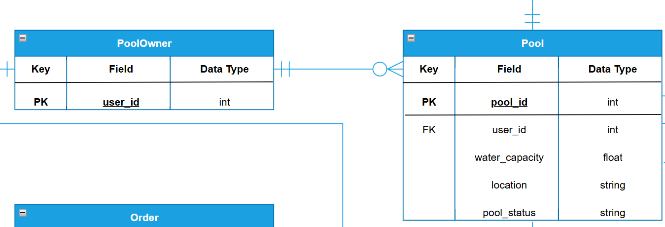 PoolOwner
Key Field Data Type
PK user_id int
Pool
Key Field Data Type
PK pool_id int
FK user_id int
water_capacity float
location string
pool_status string
Order